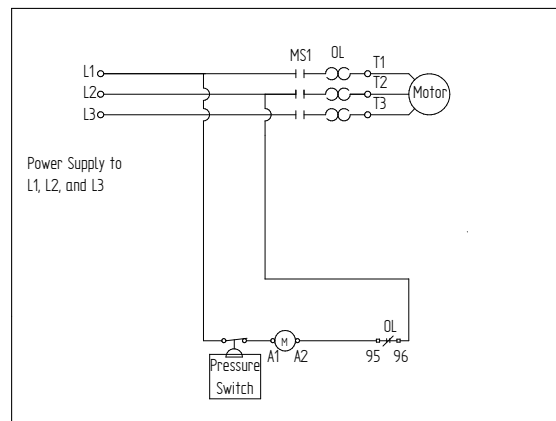 MS1 OL
L1 T1
L2 T2
Motor
L3 T3
Power Supply to
L1, L2, and L3
OL
M
A1 A2 95 96
Pressure
Switch